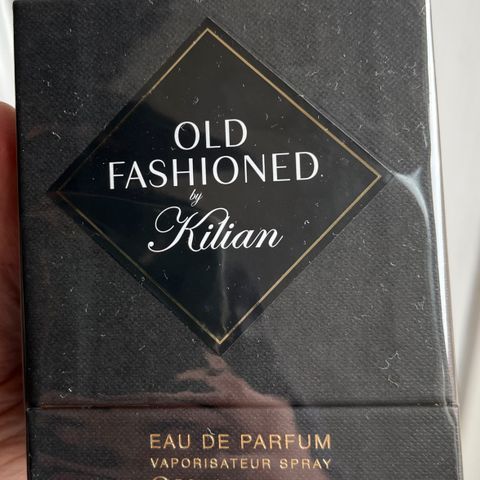 OLD
FASHIONED
by
Kilian
EAU DE PARFUM
VAPORISATEUR SPRAY